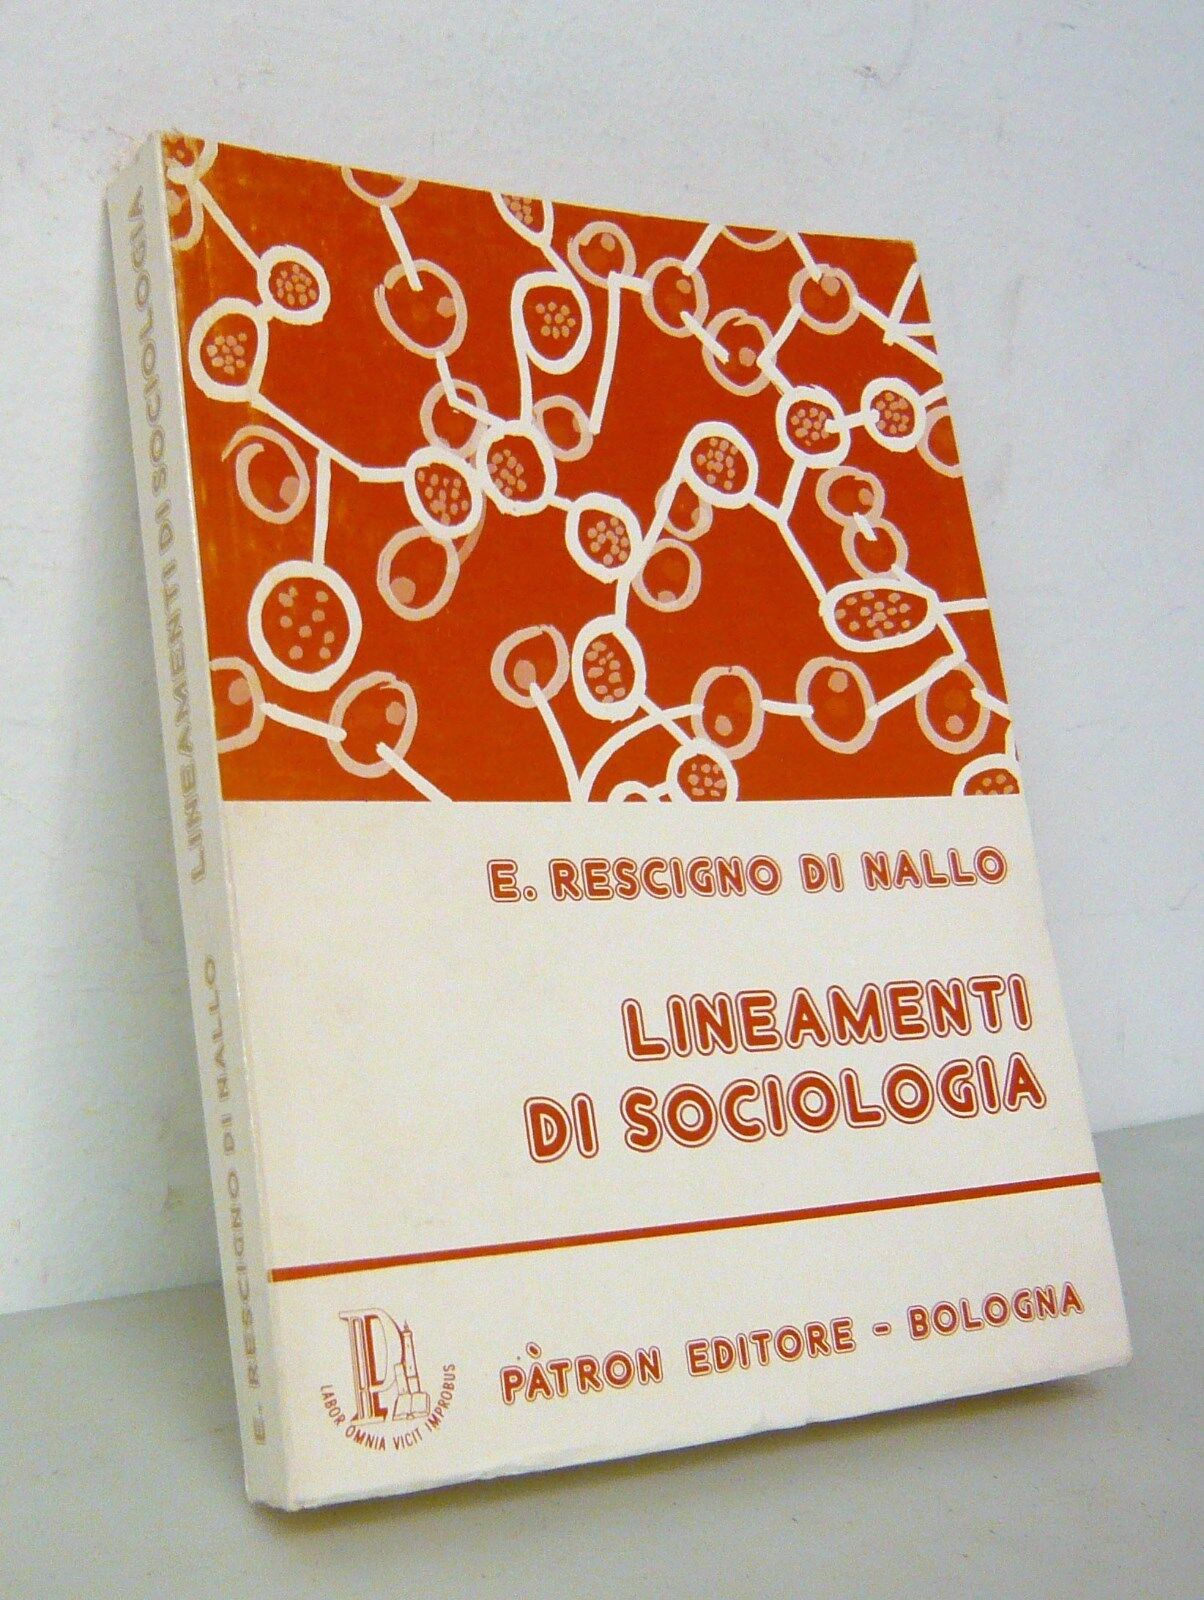 E. RESCIGNO DI NALLO
LINEAMENTI
DI SOCIOLOGIA
PÀTRON EDITORE - BOLOGNA
P
LABOR OMNIA VICIT IMPROBUS
E. RESCIGNO DI NALLO LINEAMENTI DI SOCIOLOGIA